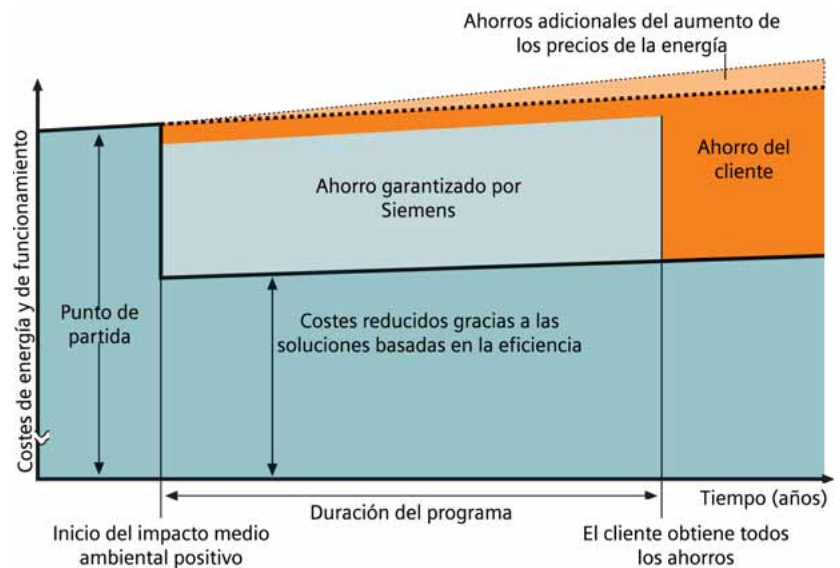 Ahorros adicionales del aumento de
los precios de la energía
Costes de energía y de funcionamiento
Ahorro del
cliente
Ahorro garantizado por
Siemens
Punto de
partida
Costes reducidos gracias a las
soluciones basadas en la eficiencia
Tiempo (años)
Duración del programa
Inicio del impacto medio
ambiental positivo
El cliente obtiene todos
los ahorros